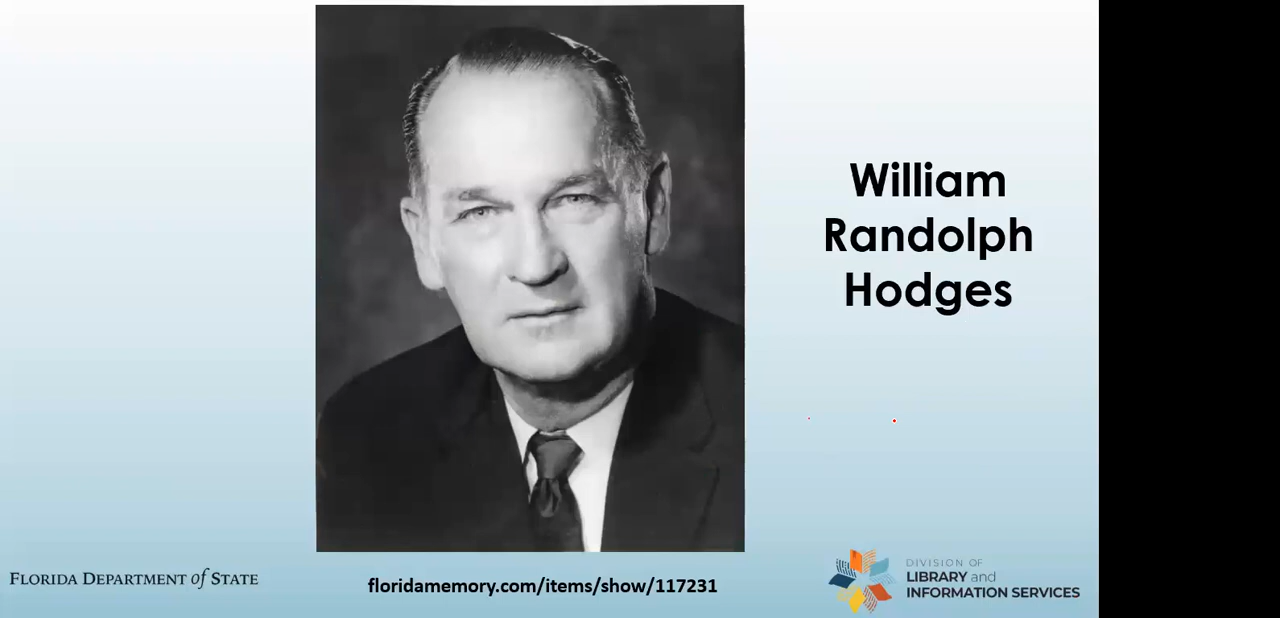 William
Randolph
Hodges
FLORIDA DEPARTMENT of STATE
floridamemory.com/items/show/117231
DIVISION OF
LIBRARY and
INFORMATION SERVICES